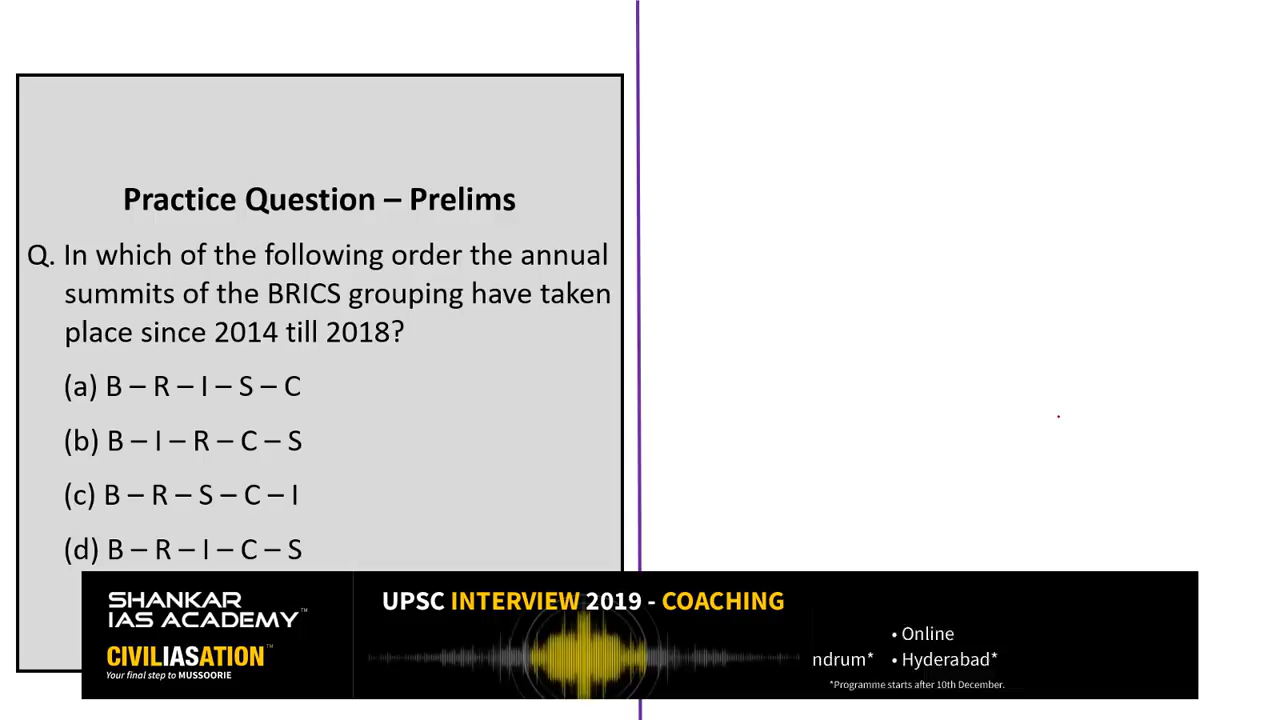 Practice Question – Prelims
Q. In which of the following order the annual
summits of the BRICS grouping have taken
place since 2014 till 2018?
(a) B – R – I – S – C
(b) B – I – R – C – S
(c) B – R – S – C – I
(d) B – R – I – C – S
SHANKAR
IAS ACADEMY™
CIVILIASATION™
Your final step to MUSSOORIE
UPSC INTERVIEW 2019 - COACHING
• Online
ndrum* • Hyderabad*
*Programme starts after 10th December.